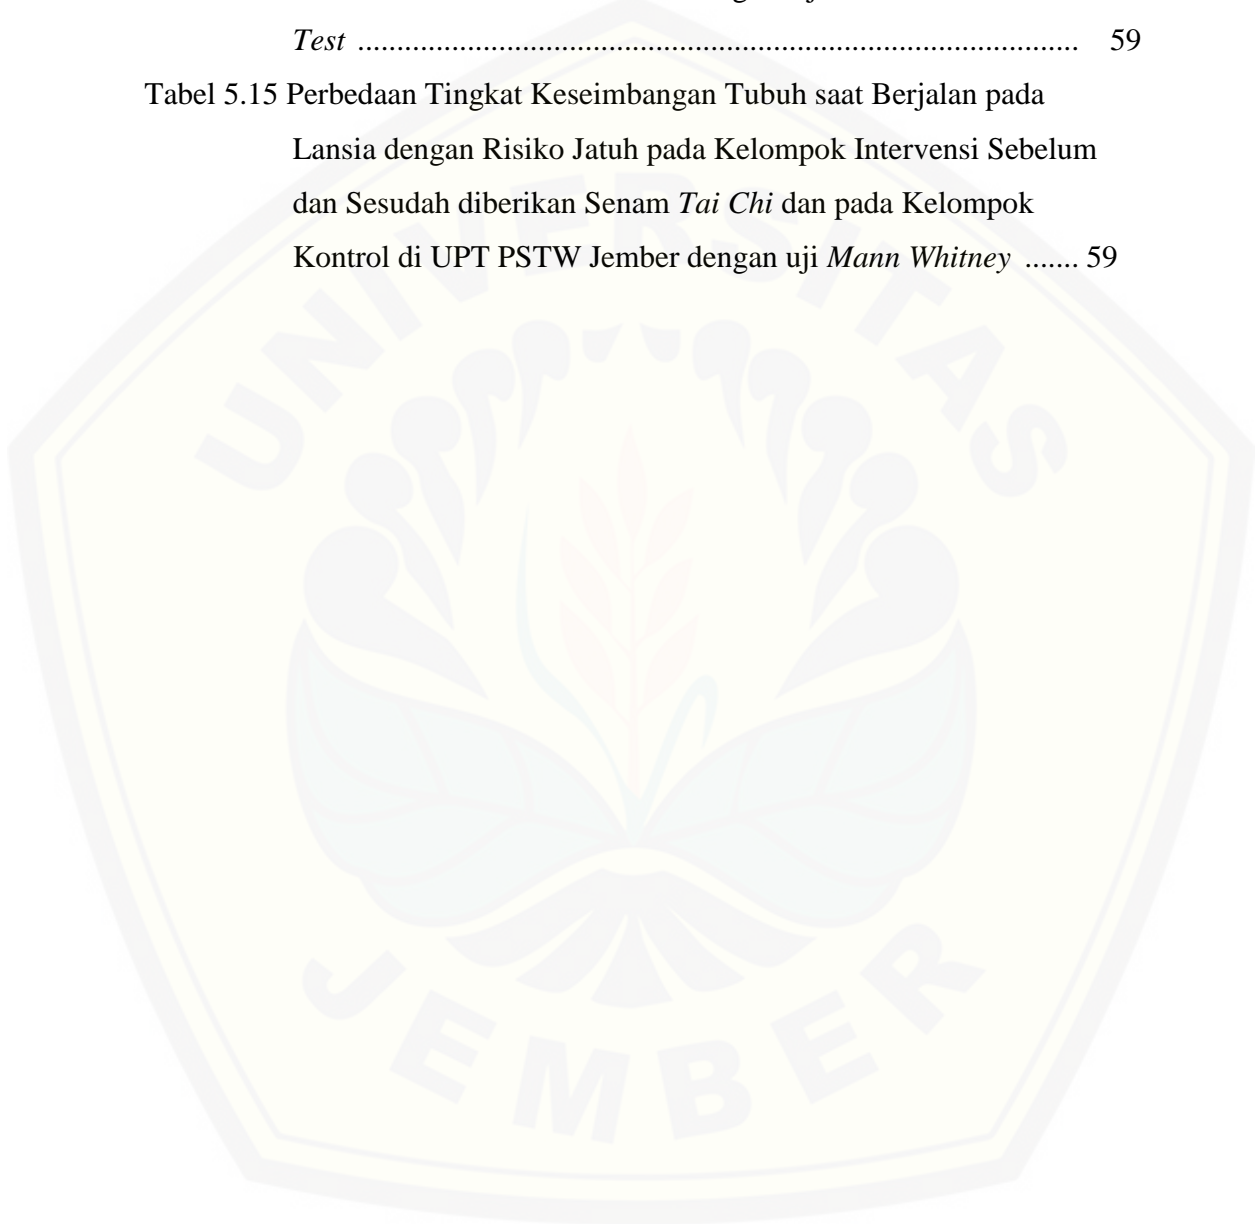 Test ............................................................................................ 59
Tabel 5.15 Perbedaan Tingkat Keseimbangan Tubuh saat Berjalan pada
Lansia dengan Risiko Jatuh pada Kelompok Intervensi Sebelum
dan Sesudah diberikan Senam Tai Chi dan pada Kelompok
Kontrol di UPT PSTW Jember dengan uji Mann Whitney ....... 59
UNIVERSITAS
JEMBER